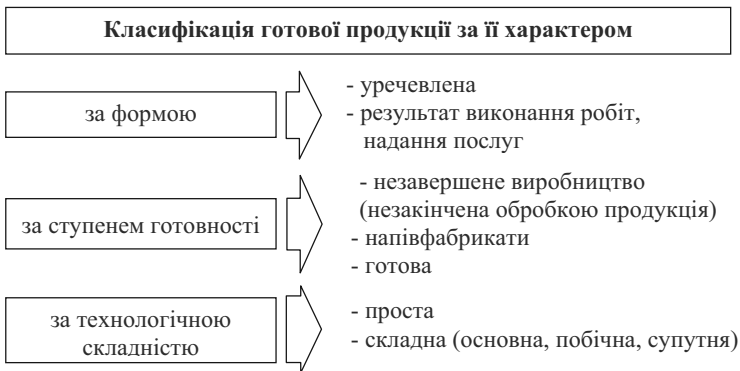 Класифікація готової продукції за її характером
за формою
- уречевлена
- результат виконання робіт,
надання послуг
за ступенем готовності
- незавершене виробництво
(незакінчена обробкою продукція)
- напівфабрикати
- готова
за технологічною
складністю
- проста
- складна (основна, побічна, супутня)